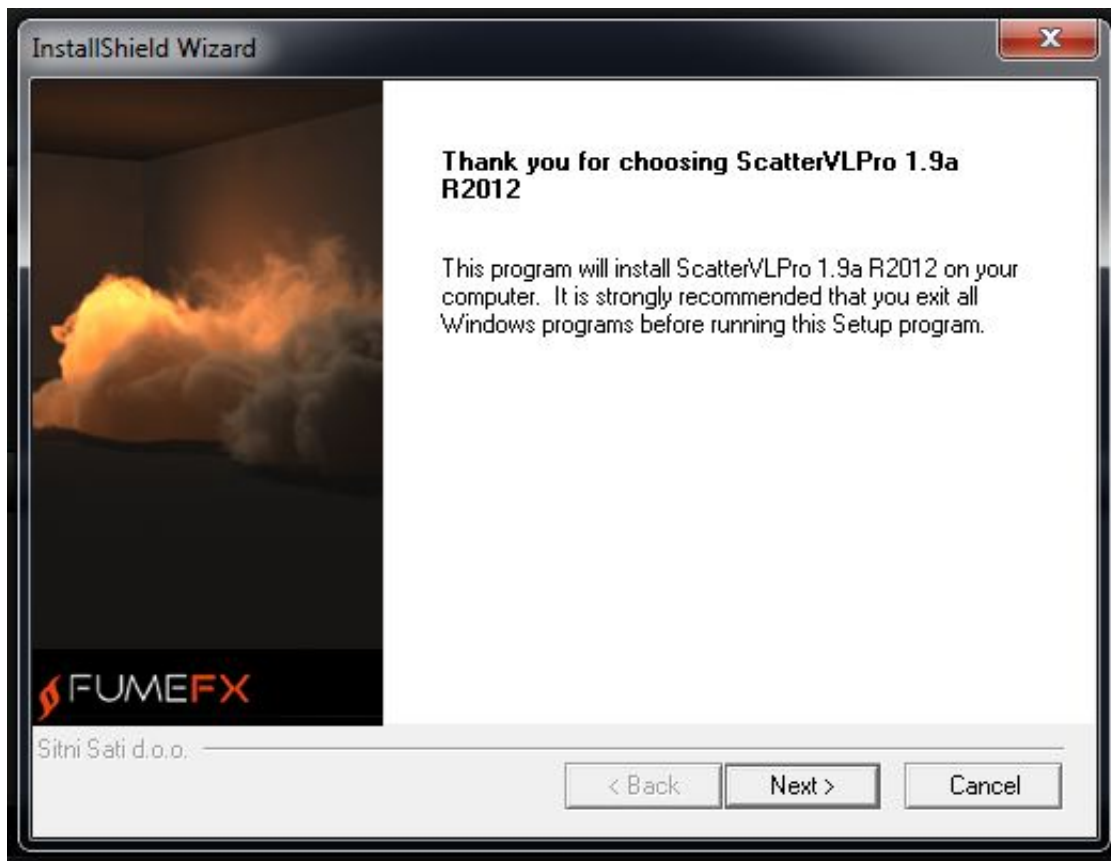 InstallShield Wizard
Thank you for choosing ScatterVLPro 1.9a
R2012
This program will install ScatterVLPro 1.9a R2012 on your
computer. It is strongly recommended that you exit all
Windows programs before running this Setup program.
FUMEFX
Sitni Sati d.o.o.
< Back Next > Cancel